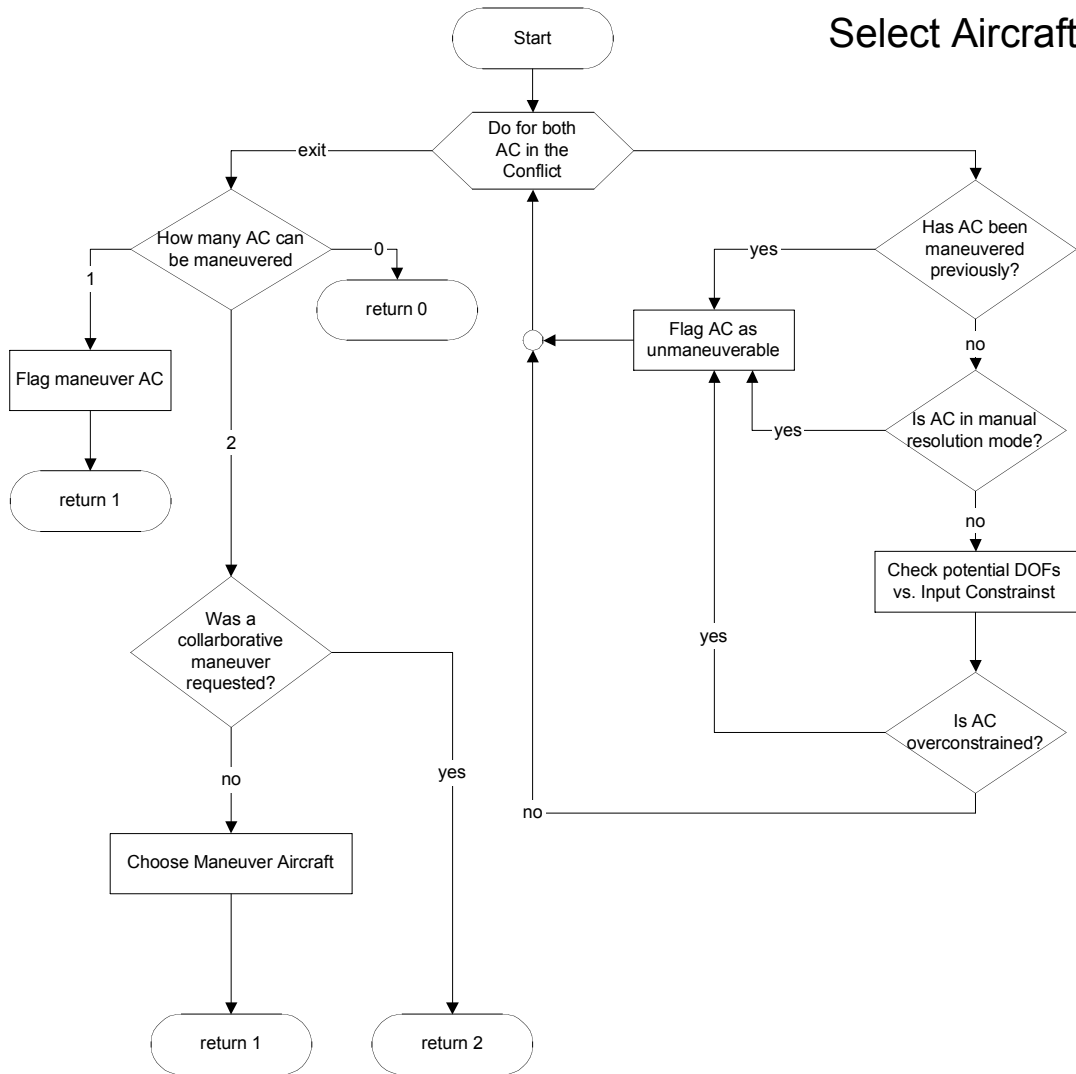 Select Aircraft
Start
Do for both
AC in the
Conflict
exit
How many AC can
be maneuvered
0
1
return 0
Flag maneuver AC
2
return 1
Has AC been
maneuvered
previously?
yes
Flag AC as
unmaneuverable
no
Is AC in manual
resolution mode?
yes
no
Check potential DOFs
vs. Input Constrainst
yes
Is AC
overconstrained?
no
Was a
collarborative
maneuver
requested?
no
yes
Choose Maneuver Aircraft
return 1
return 2